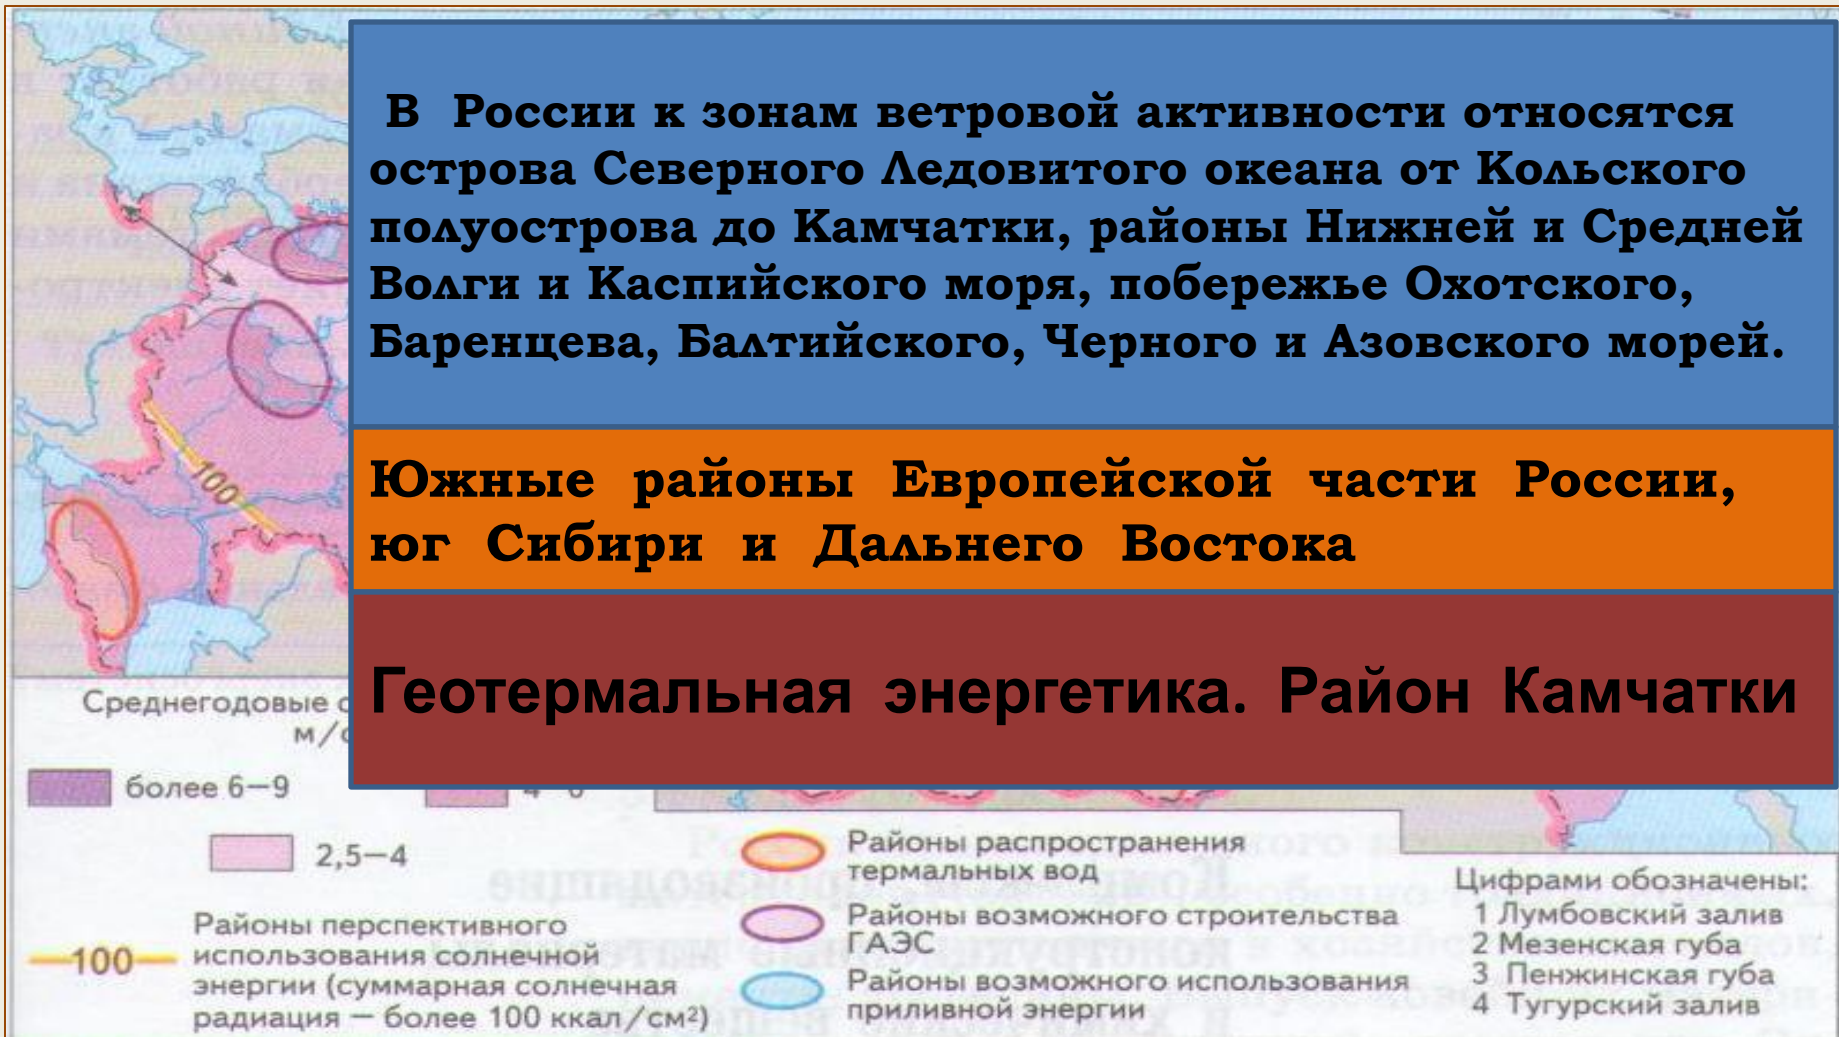 В России к зонам ветровой активности относятся
острова Северного Ледовитого океана от Кольского
полуострова до Камчатки, районы Нижней и Средней
Волги и Каспийского моря, побережье Охотского,
Баренцева, Балтийского, Черного и Азовского морей.
Южные районы Европейской части России,
юг Сибири и Дальнего Востока
Геотермальная энергетика. Район Камчатки
100
Среднегодовые
м/с
более 6–9
2,5–4
100
Районы перспективного
использования солнечной
энергии (суммарная солнечная
радиация – более 100 ккал/см²)
Районы распространения
термальных вод
Районы возможного строительства
ГАЭС
Районы возможного использования
приливной энергии
Цифрами обозначены:
1 Лумбовский залив
2 Мезенская губа
3 Пенжинская губа
4 Тугурский залив